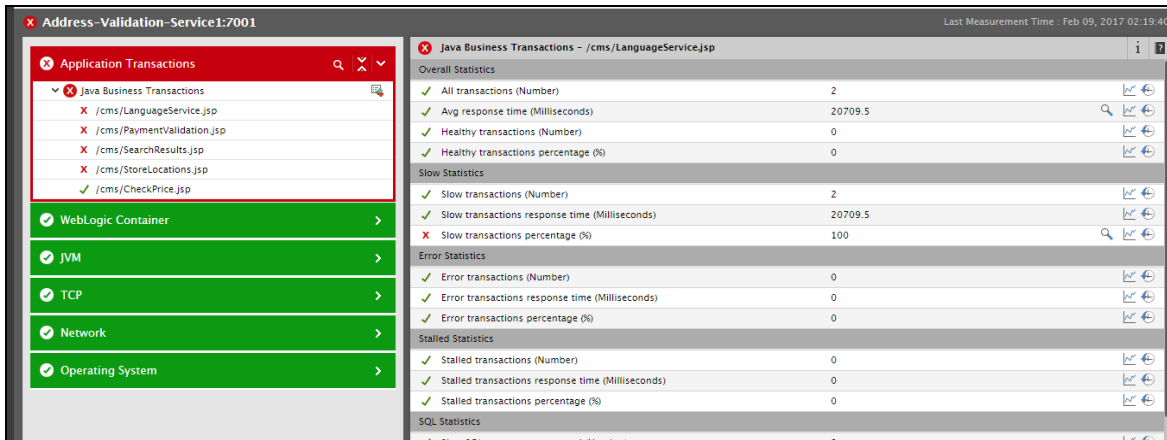 Address-Validation-Service1:7001
Last Measurement Time : Feb 09, 2017 02:19:40
Application Transactions
Java Business Transactions
/cms/LanguageService.jsp
/cms/PaymentValidation.jsp
/cms/SearchResults.jsp
/cms/StoreLocations.jsp
/cms/CheckPrice.jsp
WebLogic Container
JVM
TCP
Network
Operating System
Java Business Transactions - /cms/LanguageService.jsp
Overall Statistics
All transactions (Number) 2
Avg response time (Milliseconds) 20709.5
Healthy transactions (Number) 0
Healthy transactions percentage (%) 0
Slow Statistics
Slow transactions (Number) 2
Slow transactions response time (Milliseconds) 20709.5
Slow transactions percentage (%) 100
Error Statistics
Error transactions (Number) 0
Error transactions response time (Milliseconds) 0
Error transactions percentage (%) 0
Stalled Statistics
Stalled transactions (Number) 0
Stalled transactions response time (Milliseconds) 0
Stalled transactions percentage (%) 0
SQL Statistics